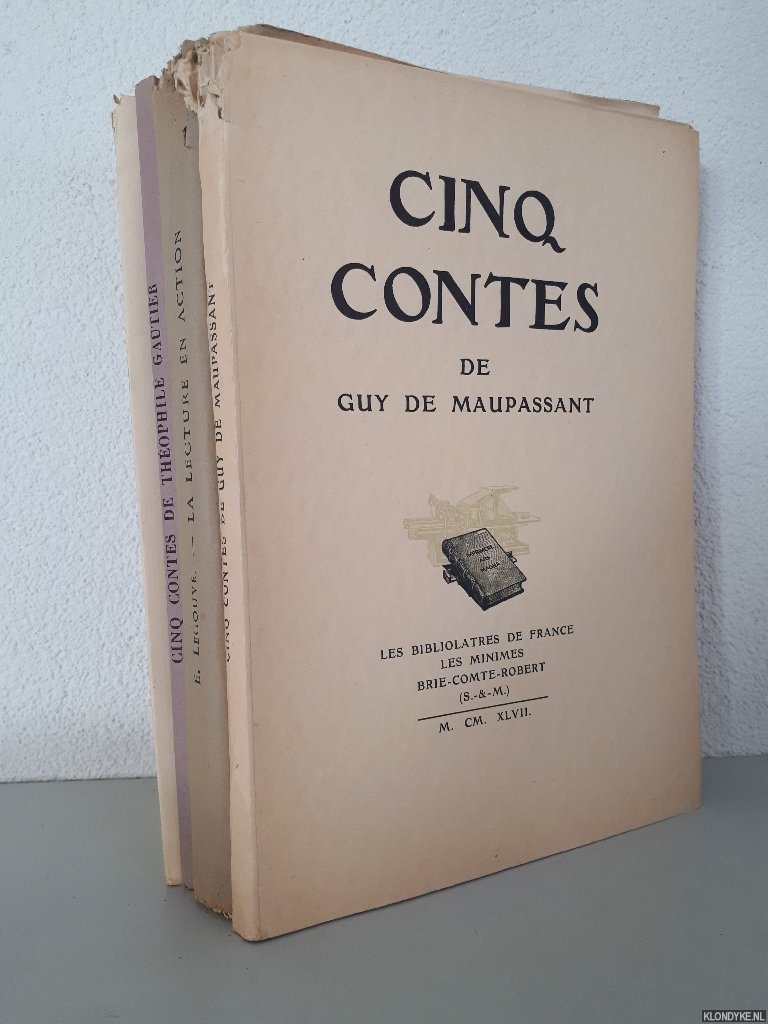 CINQ
CONTES
DE
GUY DE MAUPASSANT
LES BIBLIOLATRES DE FRANCE
LES MINIMES
BRIE-COMTE-ROBERT
(S.-&-M.)
M. CM. XLVII.
CINQ CONTES DE GUY DE MAUPASSANT
E. LEGOUVÉ. — LA LECTURE EN ACTION
CINQ CONTES DE THÉOPHILE GAUTIER
KLONDYKE.NL